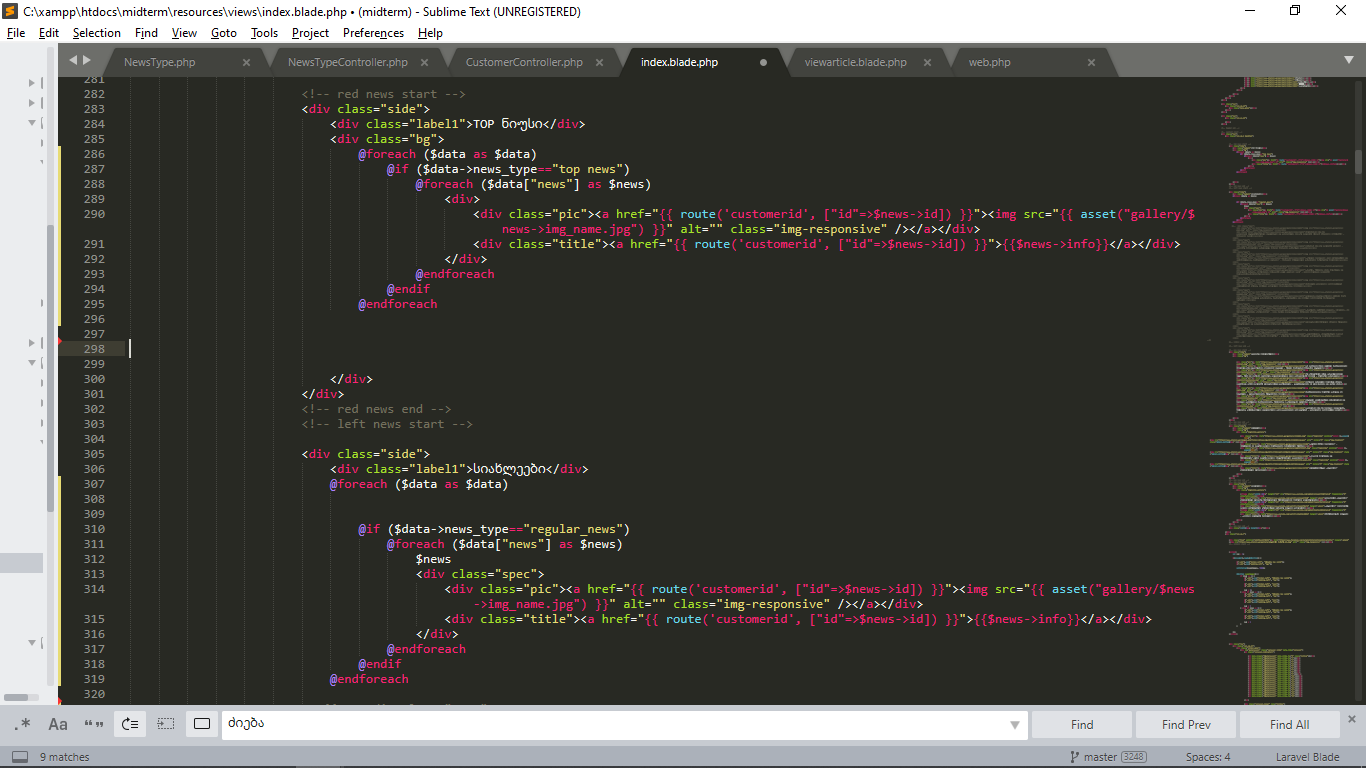 C:\xampp\htdocs\midterm\resources\views\index.blade.php • (midterm) - Sublime Text (UNREGISTERED)
File Edit Selection Find View Goto Tools Project Preferences Help
NewsType.php NewsTypeController.php CustomerController.php index.blade.php viewarticle.blade.php web.php
281
282 <!-- red news start -->
283 <div class="side">
284 <div class="label1">TOP ნიუსი</div>
285 <div class="bg">
286 @foreach ($data as $data)
287 @if ($data->news_type=="top news")
288 @foreach ($data["news"] as $news)
289 <div>
290 <div class="pic"><a href="{{ route('customerid', ["id"=>$news->id]) }}"><img src="{{ asset("gallery/$
news->img_name.jpg") }}" alt="" class="img-responsive" /></a></div>
291 <div class="title"><a href="{{ route('customerid', ["id"=>$news->id]) }}">{{$news->info}}</a></div>
292 </div>
293 @endforeach
294 @endif
295 @endforeach
296
297
298
299
300 </div>
301 </div>
302 <!-- red news end -->
303 <!-- left news start -->
304
305 <div class="side">
306 <div class="label1">სიახლეები</div>
307 @foreach ($data as $data)
308
309
310 @if ($data->news_type=="regular_news")
311 @foreach ($data["news"] as $news)
312 $news
313 <div class="spec">
314 <div class="pic"><a href="{{ route('customerid', ["id"=>$news->id]) }}"><img src="{{ asset("gallery/$news
->img_name.jpg") }}" alt="" class="img-responsive" /></a></div>
315 <div class="title"><a href="{{ route('customerid', ["id"=>$news->id]) }}">{{$news->info}}</a></div>
316 </div>
317 @endforeach
318 @endif
319 @endforeach
320
.* Aa “” ძიება Find Find Prev Find All
9 matches master 3248 Spaces: 4 Laravel Blade